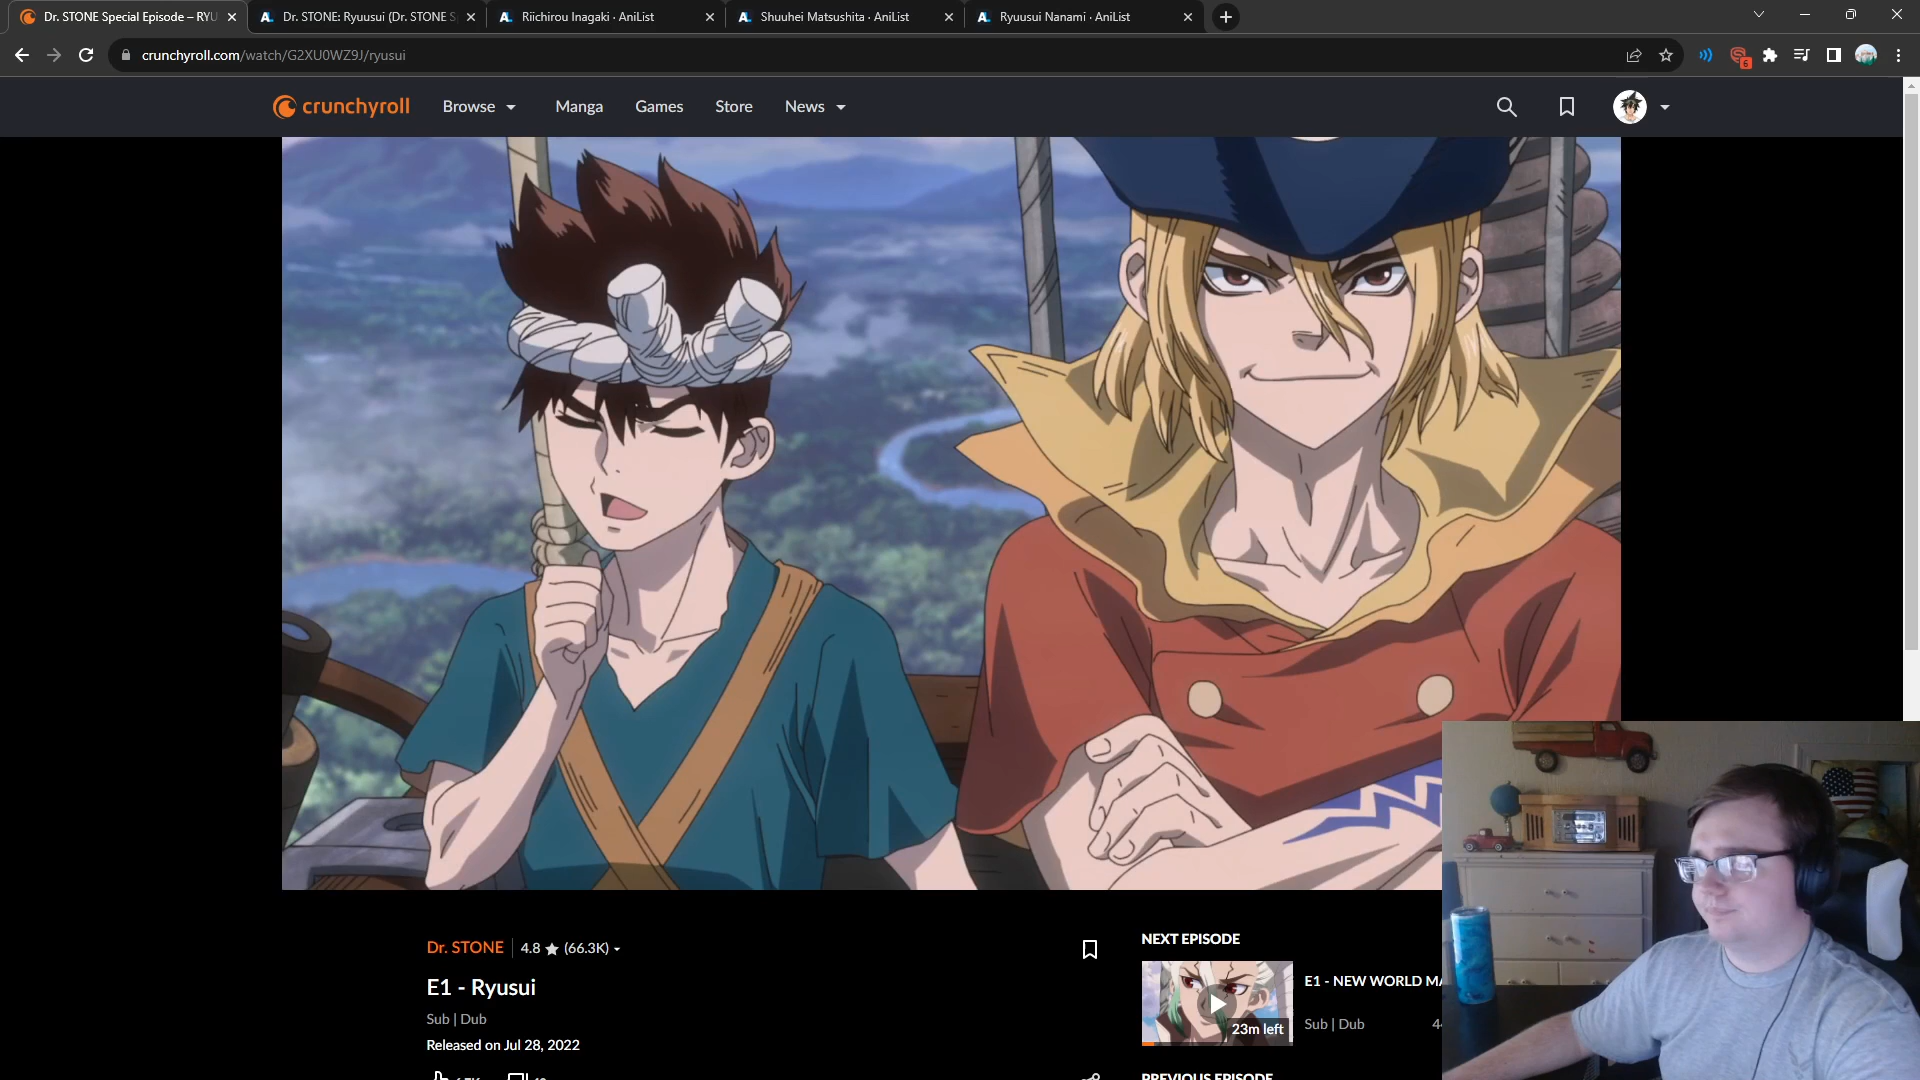 Dr. STONE Special Episode – RYU
Dr. STONE: Ryuusui (Dr. STONE S
Riichirou Inagaki · AniList
Shuuhei Matsushita · AniList
Ryuusui Nanami · AniList
crunchyroll.com/watch/G2XU0WZ9J/ryusui
6
crunchyroll
Browse
Manga
Games
Store
News
Dr. STONE
4.8 ★ (66.3K)
NEXT EPISODE
E1 - Ryusui
E1 - NEW WORLD MA
23m left
Sub | Dub
Sub | Dub
Released on Jul 28, 2022
PREVIOUS EPISODE